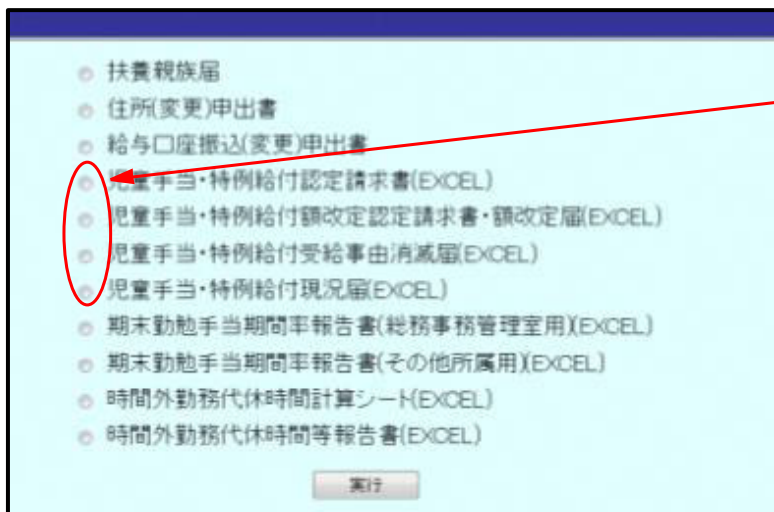 扶養親族届
住所(変更)申出書
給与口座振込(変更)申出書
児童手当・特例給付認定請求書(EXCEL)
児童手当・特例給付額改定認定請求書・額改定届(EXCEL)
児童手当・特例給付受給事由消滅届(EXCEL)
児童手当・特例給付現況届(EXCEL)
期末勤勉手当期間率報告書(総務事務管理室用)(EXCEL)
期末勤勉手当期間率報告書(その他所属用)(EXCEL)
時間外勤務代休時間計算シート(EXCEL)
時間外勤務代休時間等報告書(EXCEL)
実行